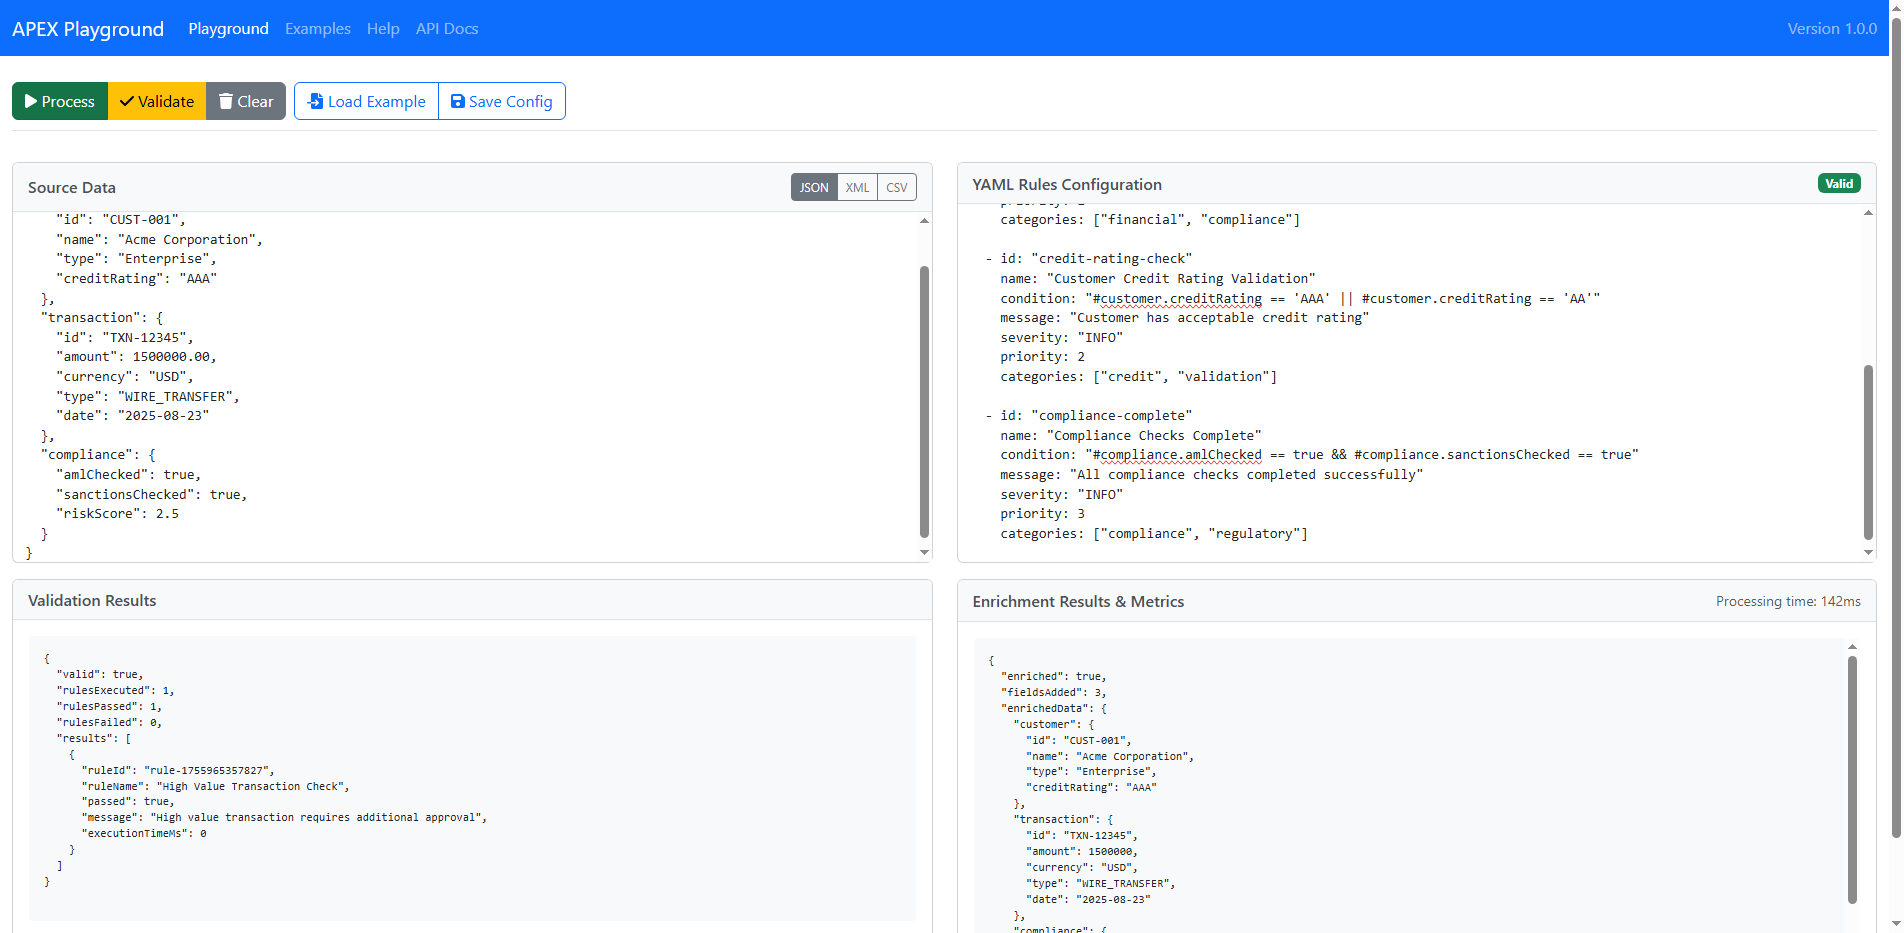 APEX Playground Playground Examples Help API Docs Version 1.0.0
Process Validate Clear Load Example Save Config
Source Data JSON XML CSV
"id": "CUST-001",
"name": "Acme Corporation",
"type": "Enterprise",
"creditRating": "AAA"
},
"transaction": {
"id": "TXN-12345",
"amount": 1500000.00,
"currency": "USD",
"type": "WIRE_TRANSFER",
"date": "2025-08-23"
},
"compliance": {
"amlChecked": true,
"sanctionsChecked": true,
"riskScore": 2.5
}
}
YAML Rules Configuration Valid
categories: ["financial", "compliance"]
- id: "credit-rating-check"
name: "Customer Credit Rating Validation"
condition: "#customer.creditRating == 'AAA' || #customer.creditRating == 'AA'"
message: "Customer has acceptable credit rating"
severity: "INFO"
priority: 2
categories: ["credit", "validation"]
- id: "compliance-complete"
name: "Compliance Checks Complete"
condition: "#compliance.amlChecked == true && #compliance.sanctionsChecked == true"
message: "All compliance checks completed successfully"
severity: "INFO"
priority: 3
categories: ["compliance", "regulatory"]
Validation Results
{
"valid": true,
"rulesExecuted": 1,
"rulesPassed": 1,
"rulesFailed": 0,
"results": [
{
"ruleId": "rule-1755965357827",
"ruleName": "High Value Transaction Check",
"passed": true,
"message": "High value transaction requires additional approval",
"executionTimeMs": 0
}
]
}
Enrichment Results & Metrics Processing time: 142ms
{
"enriched": true,
"fieldsAdded": 3,
"enrichedData": {
"customer": {
"id": "CUST-001",
"name": "Acme Corporation",
"type": "Enterprise",
"creditRating": "AAA"
},
"transaction": {
"id": "TXN-12345",
"amount": 1500000,
"currency": "USD",
"type": "WIRE_TRANSFER",
"date": "2025-08-23"
},
"compliance": {